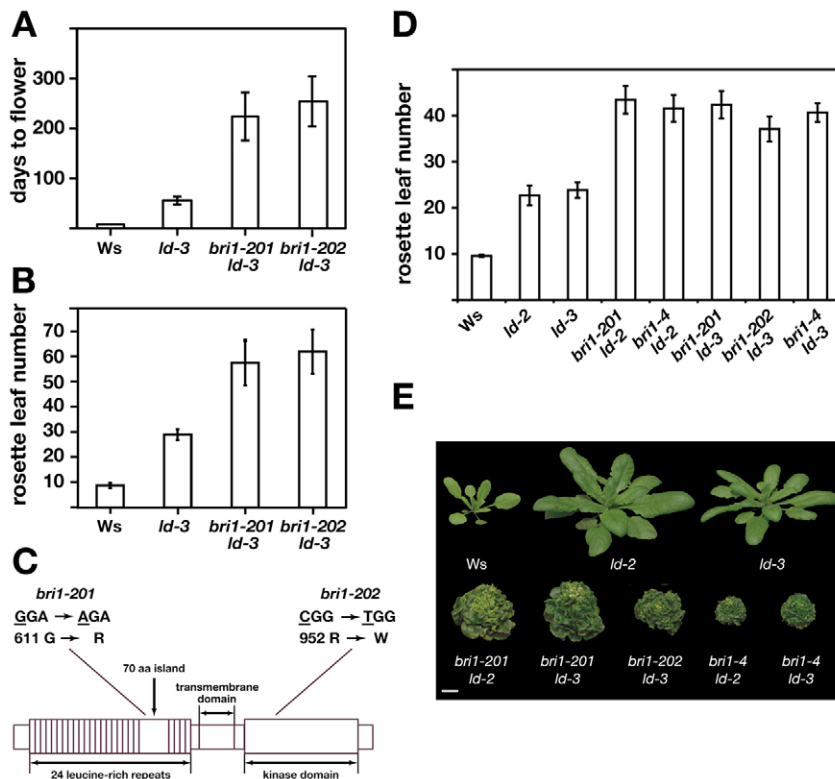 A
days to flower
300
200
100
Ws
ld-3
bri1-201
ld-3
bri1-202
ld-3
B
rosette leaf number
70
60
50
40
30
20
10
Ws
ld-3
bri1-201
ld-3
bri1-202
ld-3
C
bri1-201
GGA → AGA
611 G → R
bri1-202
CGG → TGG
952 R → W
70 aa island
transmembrane
domain
24 leucine-rich repeats
kinase domain
D
rosette leaf number
40
30
20
10
Ws
ld-2
ld-3
bri1-201
ld-2
bri1-4
ld-2
bri1-201
ld-3
bri1-202
ld-3
bri1-4
ld-3
E
Ws
ld-2
ld-3
bri1-201
ld-2
bri1-201
ld-3
bri1-202
ld-3
bri1-4
ld-2
bri1-4
ld-3